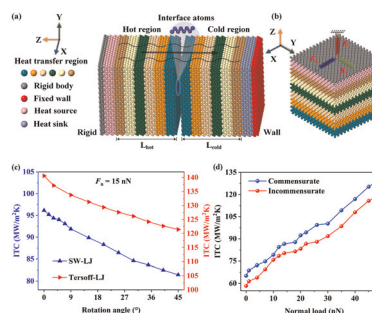 (a)
Y
Z
X
Interface atoms
Hot region
Cold region
Heat transfer region
Rigid body
Fixed wall
Heat source
Heat sink
Rigid
Wall
L_hot
L_cold
(b)
Z
Y
X
(c)
F_n = 15 nN
ITC (MW/m²K)
100
95
90
85
80
SW-LJ
Tersoff-LJ
0 9 18 27 36 45
Rotation angle (°)
140
135
130
125
120
115
110
105
100
ITC (MW/m²K)
(d)
ITC (MW/m²K)
135
120
105
90
75
60
Commensurate
Incommensurate
0 10 20 30 40
Normal load (nN)